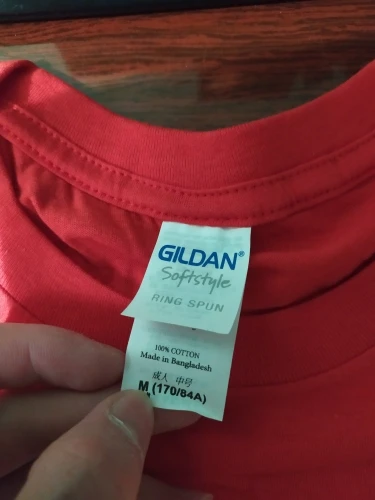 GILDAN®
Softstyle
RING SPUN
100% COTTON
Made in Bangladesh
成人 中号
M (170/84A)